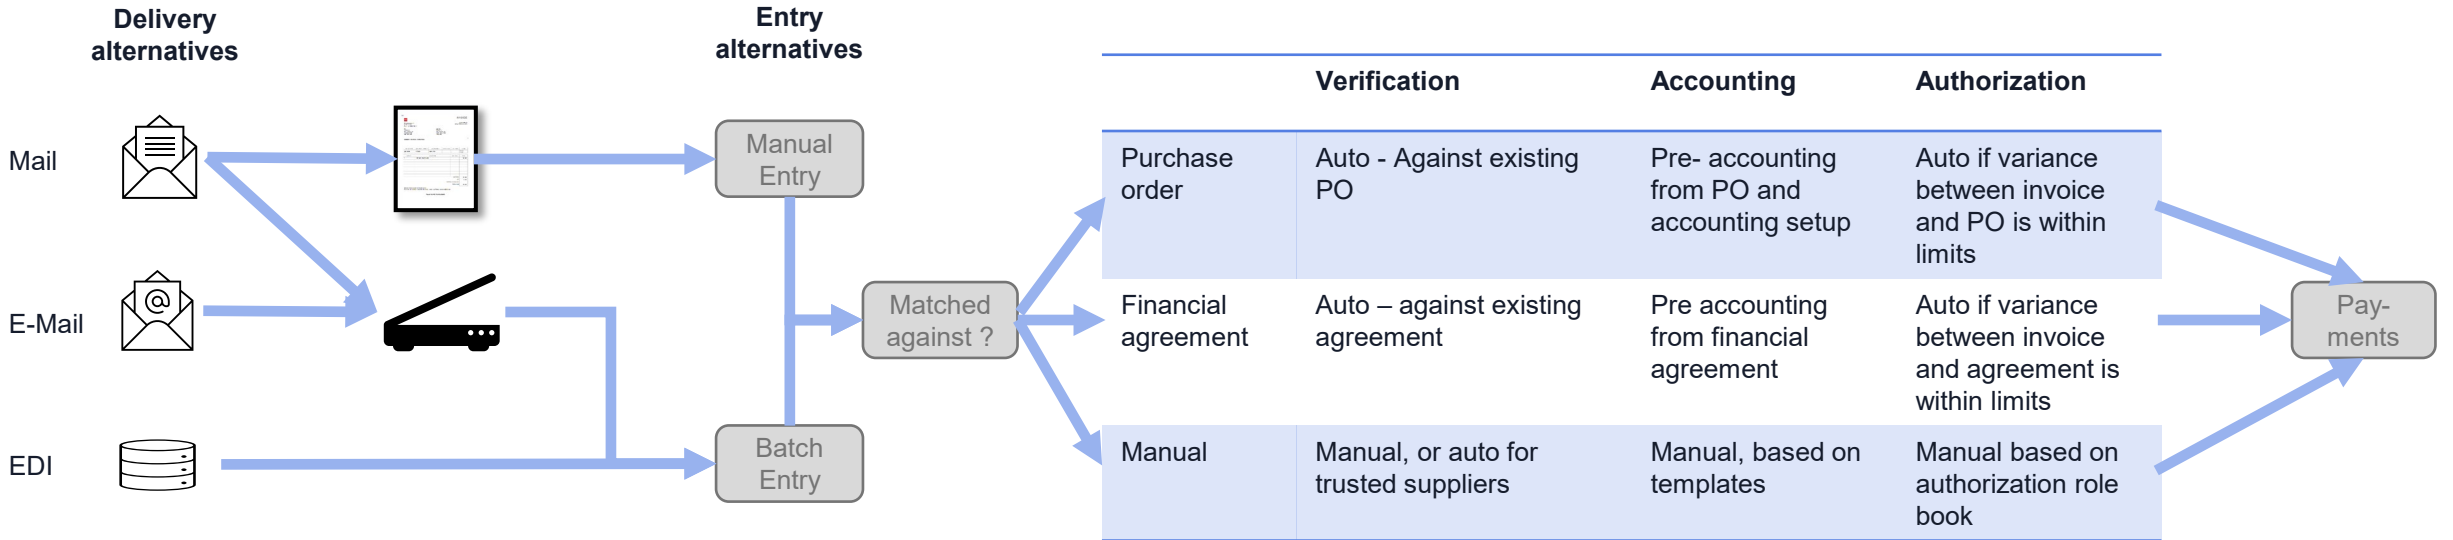 Delivery
alternatives
Entry
alternatives
Mail
E-Mail
@
EDI
Manual
Entry
Batch
Entry
Matched
against ?
Verification
Accounting
Authorization
Purchase
order
Auto - Against existing
PO
Pre- accounting
from PO and
accounting setup
Auto if variance
between invoice
and PO is within
limits
Financial
agreement
Auto – against existing
agreement
Pre accounting
from financial
agreement
Auto if variance
between invoice
and agreement is
within limits
Manual
Manual, or auto for
trusted suppliers
Manual, based on
templates
Manual based on
authorization role
book
Pay-
ments